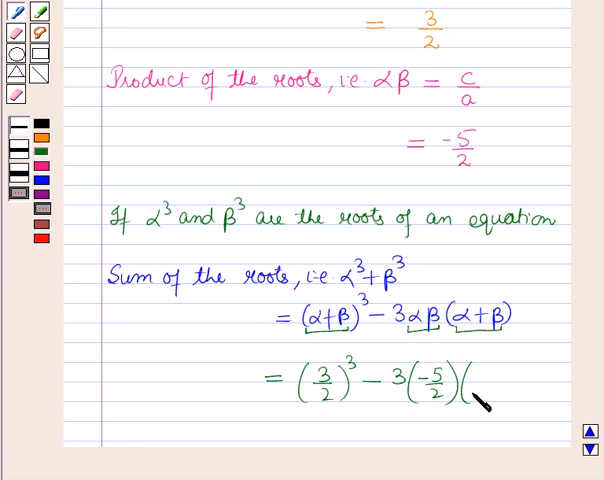 = 3/2
Product of the roots, i.e. αβ = c/a
= -5/2
If α³ and β³ are the roots of an equation
Sum of the roots, i.e. α³+β³
= (α+β)³ - 3αβ(α+β)
= (3/2)³ - 3(-5/2)(